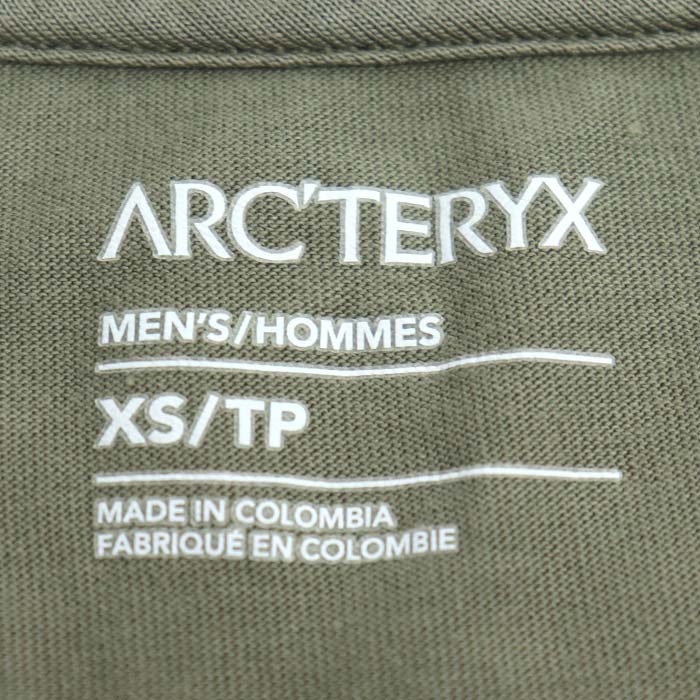 ARC'TERYX
MEN'S/HOMMES
XS/TP
MADE IN COLOMBIA
FABRIQUÉ EN COLOMBIE